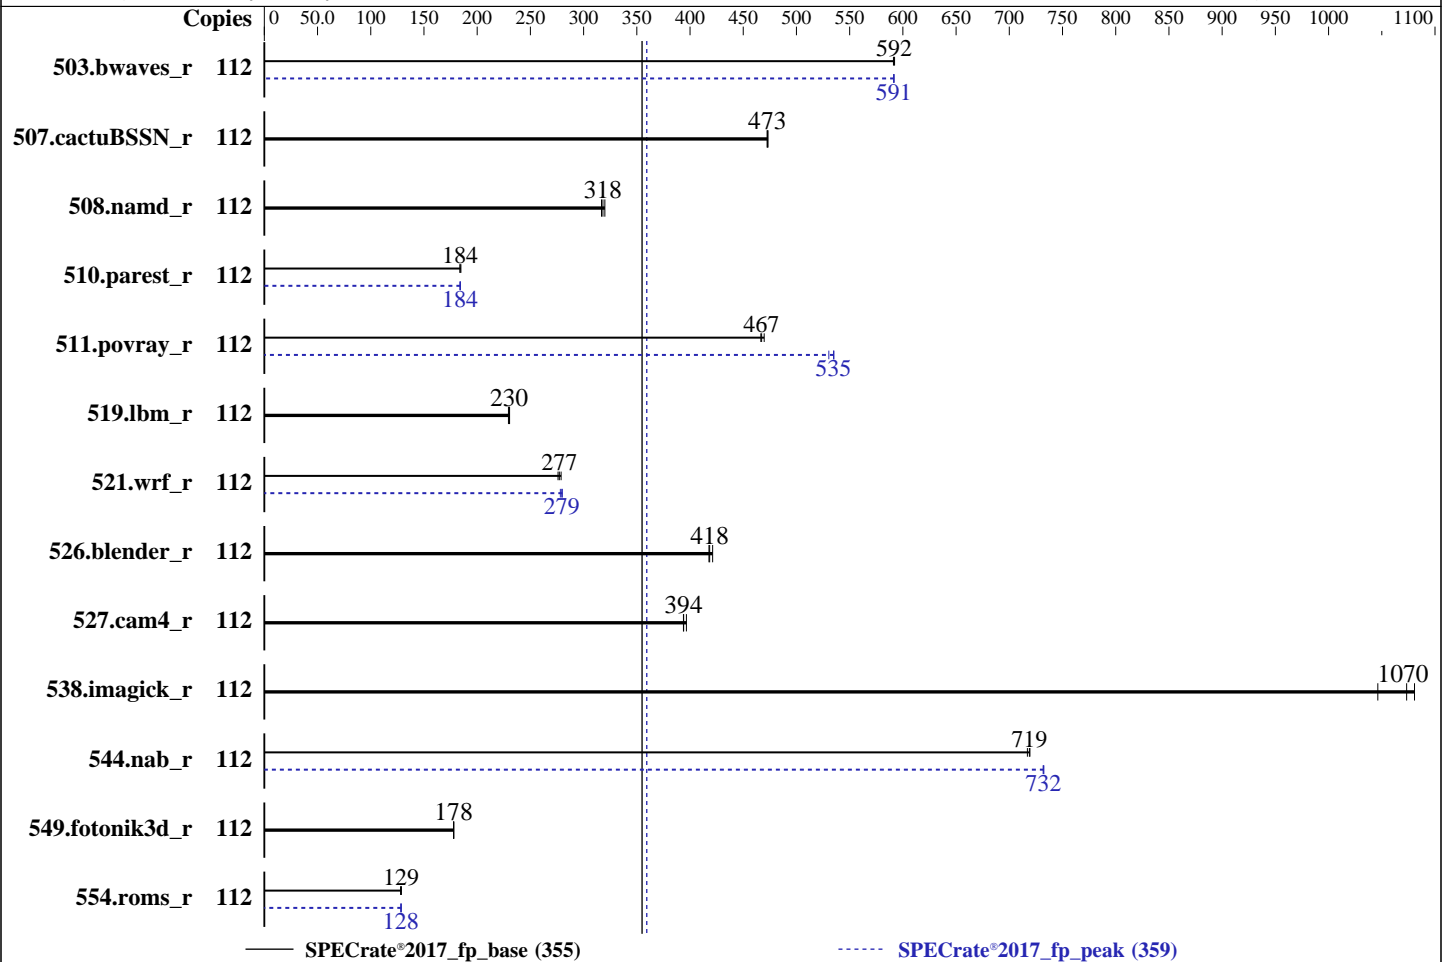 Copies 0 50.0 100 150 200 250 300 350 400 450 500 550 600 650 700 750 800 850 900 950 1000 1100
592
503.bwaves_r 112
591
473
507.cactuBSSN_r 112
318
508.namd_r 112
184
510.parest_r 112
184
467
511.povray_r 112
535
230
519.lbm_r 112
277
521.wrf_r 112
279
418
526.blender_r 112
394
527.cam4_r 112
1070
538.imagick_r 112
719
544.nab_r 112
732
178
549.fotonik3d_r 112
129
554.roms_r 112
128
SPECrate®2017_fp_base (355) SPECrate®2017_fp_peak (359)